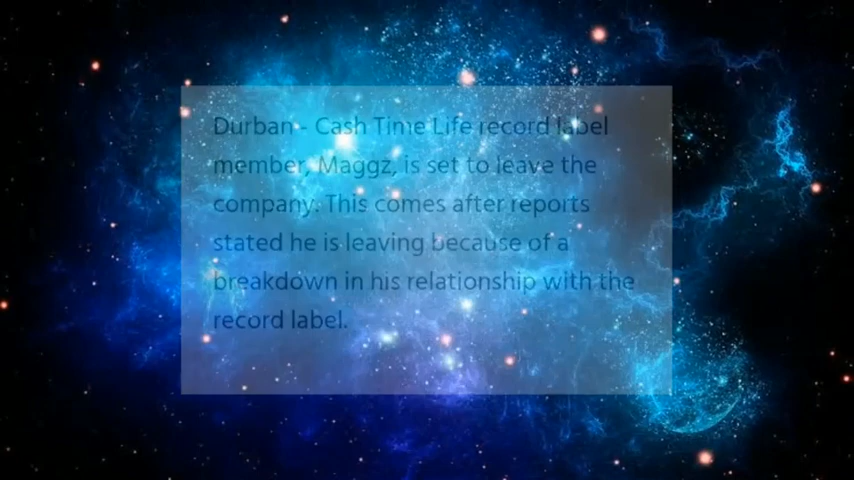 Durban - Cash Time Life record label
member, Maggz, is set to leave the
company. This comes after reports
stated he is leaving because of a
breakdown in his relationship with the
record label.